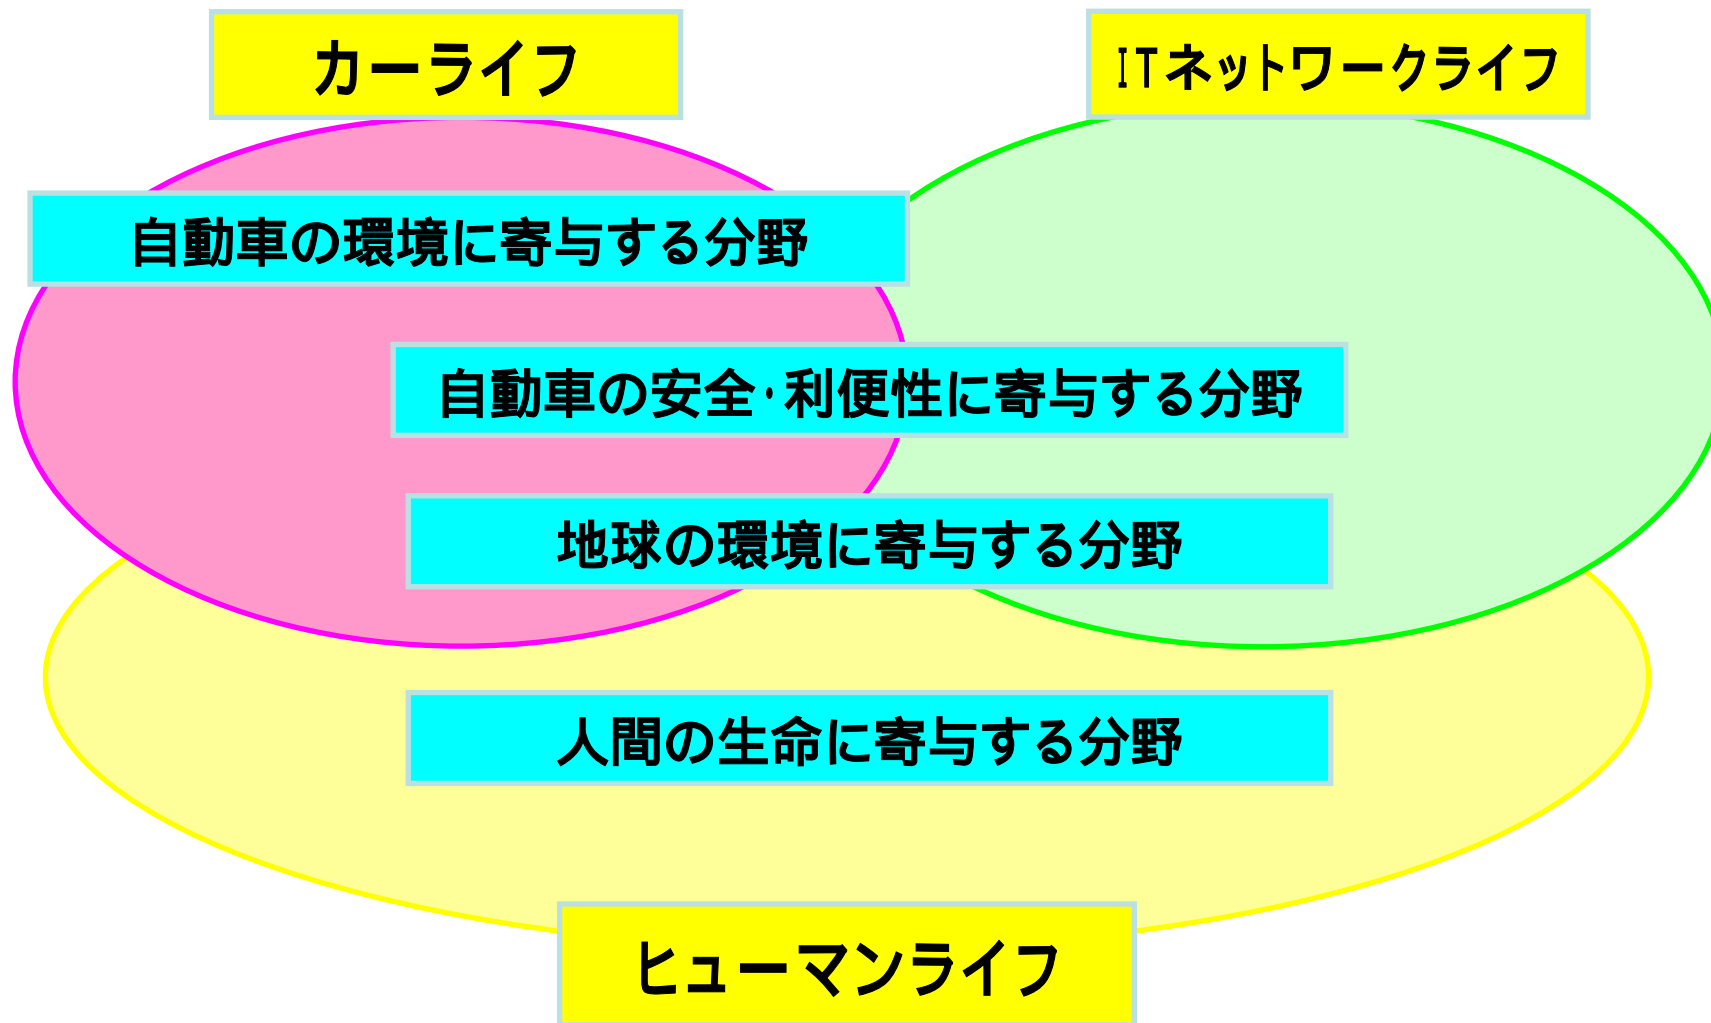 カーライフ
ITネットワークライフ
自動車の環境に寄与する分野
自動車の安全・利便性に寄与する分野
地球の環境に寄与する分野
人間の生命に寄与する分野
ヒューマンライフ